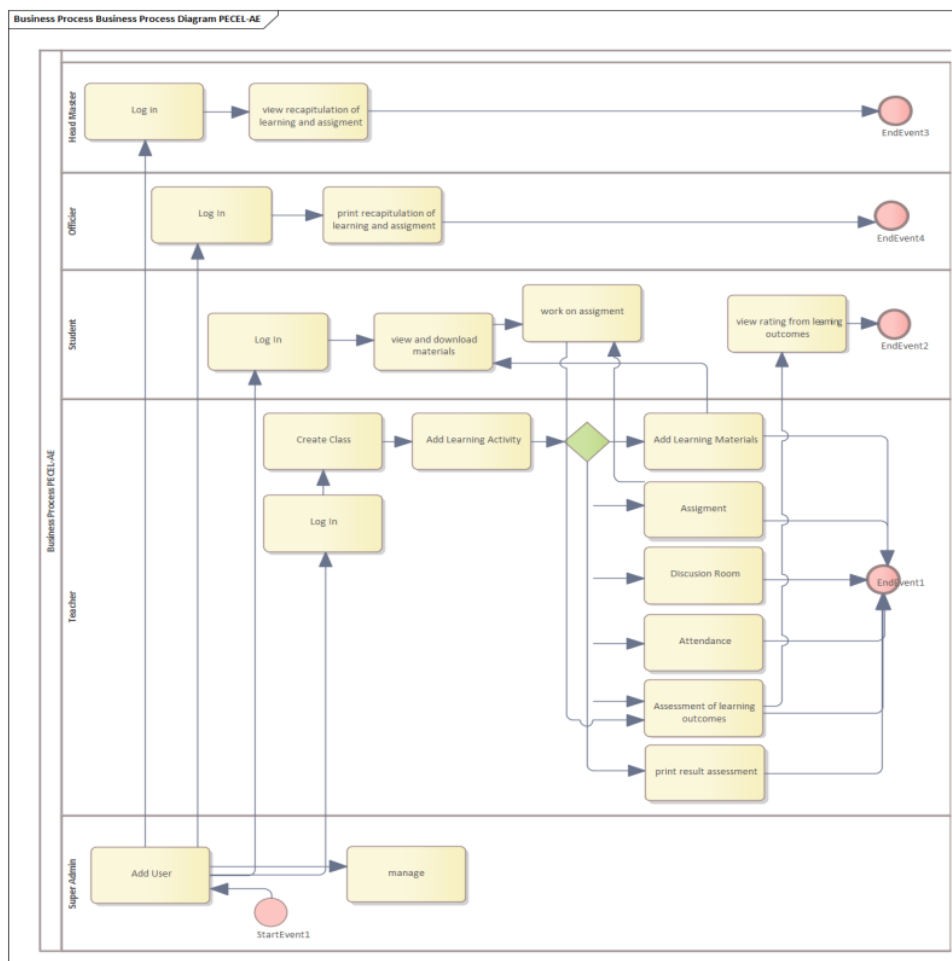 Business Process Business Process Diagram PECEL-AE
Business Process PECEL-AE
Head Master
Log in
view recapitulation of
learning and assigment
EndEvent3
Officier
Log In
print recapitulation of
learning and assigment
EndEvent4
Student
Log In
view and download
materials
work on assigment
view rating from learning
outcomes
EndEvent2
Teacher
Create Class
Add Learning Activity
Add Learning Materials
Log In
Assigment
Discusion Room
EndEvent1
Attendance
Assessment of learning
outcomes
print result assessment
Super Admin
Add User
manage
StartEvent1